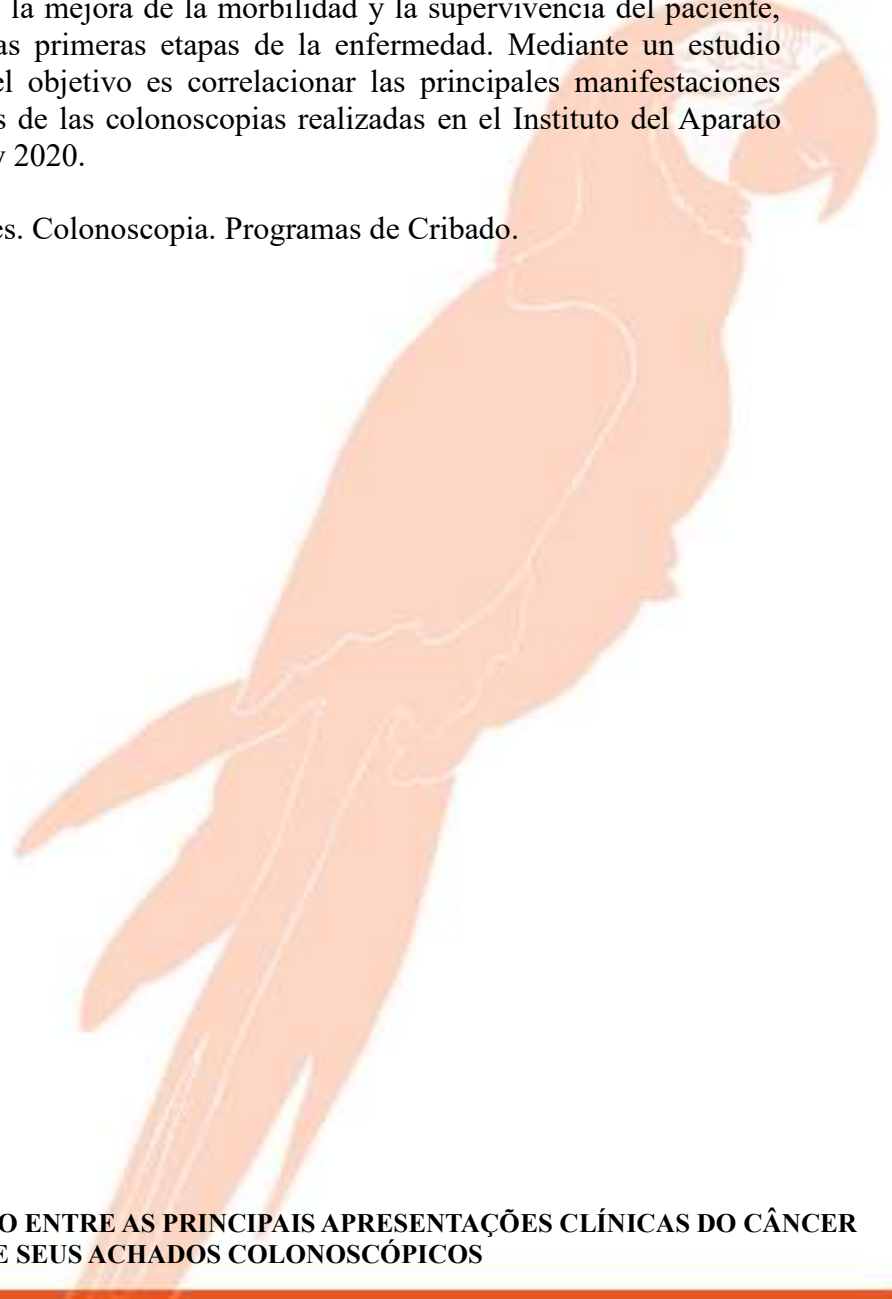 la mejora de la morbilidad y la supervivencia del paciente,
as primeras etapas de la enfermedad. Mediante un estudio
el objetivo es correlacionar las principales manifestaciones
s de las colonoscopias realizadas en el Instituto del Aparato
y 2020.
es. Colonoscopia. Programas de Cribado.
O ENTRE AS PRINCIPAIS APRESENTAÇÕES CLÍNICAS DO CÂNCER
E SEUS ACHADOS COLONOSCÓPICOS